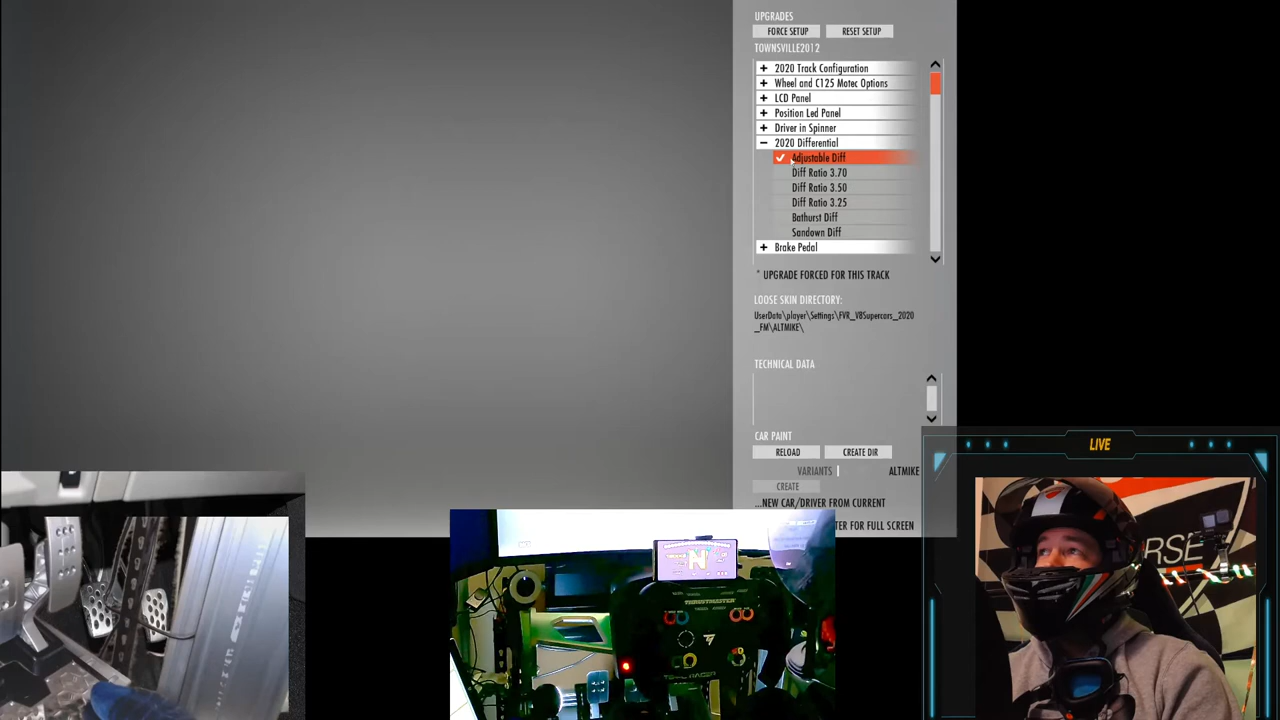 UPGRADES
FORCE SETUP RESET SETUP
TOWNSVILLE2012
+ 2020 Track Configuration
+ Wheel and C125 Motec Options
+ LCD Panel
+ Position Led Panel
+ Driver in Spinner
− 2020 Differential
Adjustable Diff
Diff Ratio 3.70
Diff Ratio 3.50
Diff Ratio 3.25
Bathurst Diff
Sandown Diff
+ Brake Pedal
* UPGRADE FORCED FOR THIS TRACK
LOOSE SKIN DIRECTORY:
UserData\player\Settings\FVR_V8Supercars_2020
_FM\ALTMIKE\
TECHNICAL DATA
CAR PAINT
RELOAD CREATE DIR
VARIANTS ALTMIKE
CREATE
...NEW CAR/DRIVER FROM CURRENT
TER FOR FULL SCREEN
LIVE
RSE
N
THRUSTMASTER